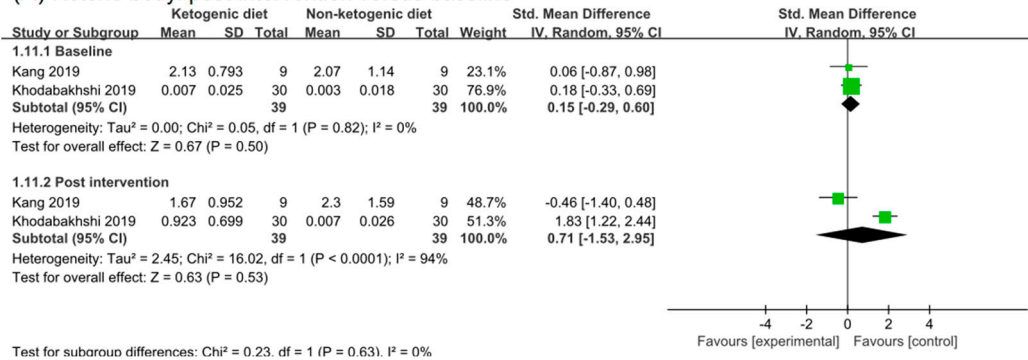 Ketogenic diet Non-ketogenic diet Std. Mean Difference Std. Mean Difference
Study or Subgroup Mean SD Total Mean SD Total Weight IV, Random, 95% CI IV, Random, 95% CI
1.11.1 Baseline
Kang 2019 2.13 0.793 9 2.07 1.14 9 23.1% 0.06 [-0.87, 0.98]
Khodabakhshi 2019 0.007 0.025 30 0.003 0.018 30 76.9% 0.18 [-0.33, 0.69]
Subtotal (95% CI) 39 39 100.0% 0.15 [-0.29, 0.60]
Heterogeneity: Tau² = 0.00; Chi² = 0.05, df = 1 (P = 0.82); I² = 0%
Test for overall effect: Z = 0.67 (P = 0.50)
1.11.2 Post intervention
Kang 2019 1.67 0.952 9 2.3 1.59 9 48.7% -0.46 [-1.40, 0.48]
Khodabakhshi 2019 0.923 0.699 30 0.007 0.026 30 51.3% 1.83 [1.22, 2.44]
Subtotal (95% CI) 39 39 100.0% 0.71 [-1.53, 2.95]
Heterogeneity: Tau² = 2.45; Chi² = 16.02, df = 1 (P < 0.0001); I² = 94%
Test for overall effect: Z = 0.63 (P = 0.53)
-4 -2 0 2 4
Favours [experimental] Favours [control]
Test for subgroup differences: Chi² = 0.23, df = 1 (P = 0.63), I² = 0%